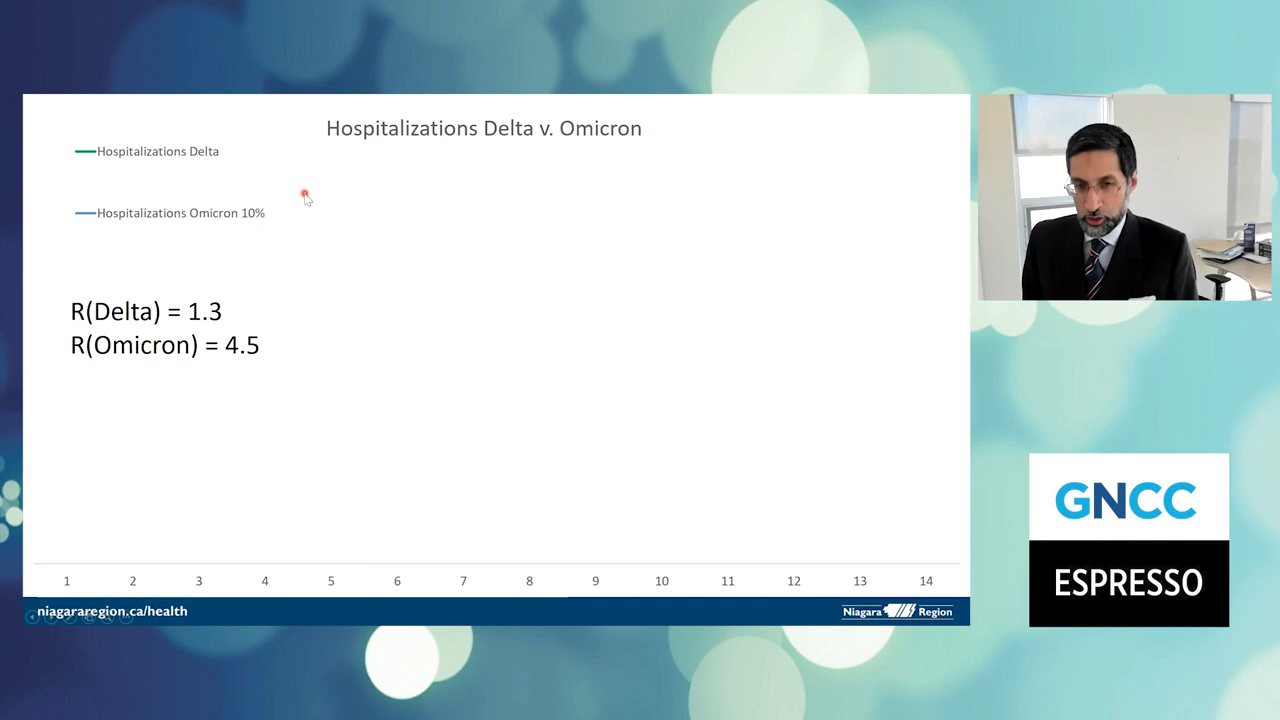 Hospitalizations Delta v. Omicron
Hospitalizations Delta
Hospitalizations Omicron 10%
R(Delta) = 1.3
R(Omicron) = 4.5
1 2 3 4 5 6 7 8 9 10 11 12 13 14
niagararegion.ca/health
Niagara Region
GNCC
ESPRESSO